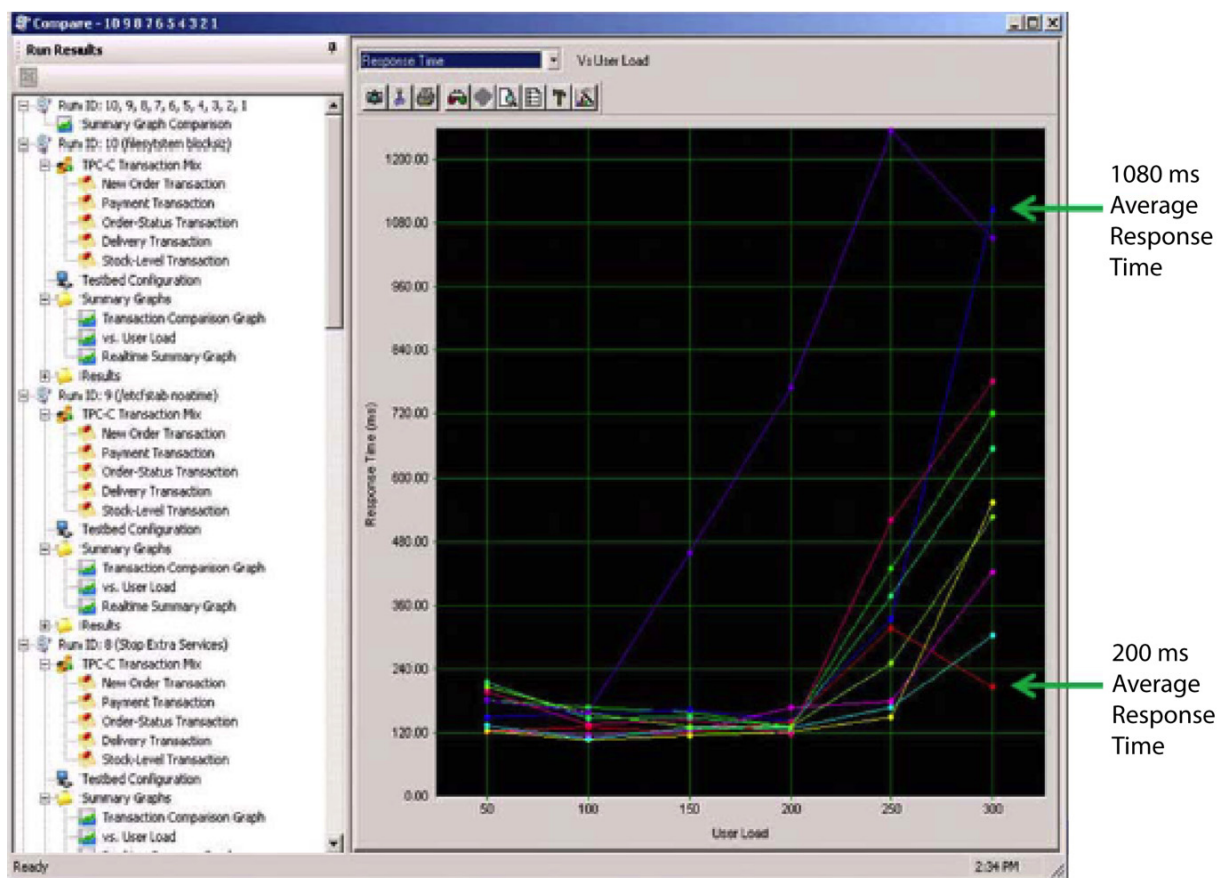 Compare - 10 9 8 7 6 5 4 3 2 1
Run Results
Run ID: 10, 9, 8, 7, 6, 5, 4, 3, 2, 1
Summary Graph Comparison
Run ID: 10 (filesytstem blocksiz)
TPC-C Transaction Mix
New Order Transaction
Payment Transaction
Order-Status Transaction
Delivery Transaction
Stock-Level Transaction
Testbed Configuration
Summary Graphs
Transaction Comparison Graph
vs. User Load
Realtime Summary Graph
Results
Run ID: 9 (/etcfstab noatime)
TPC-C Transaction Mix
New Order Transaction
Payment Transaction
Order-Status Transaction
Delivery Transaction
Stock-Level Transaction
Testbed Configuration
Summary Graphs
Transaction Comparison Graph
vs. User Load
Realtime Summary Graph
Results
Run ID: 8 (Stop Extra Services)
TPC-C Transaction Mix
New Order Transaction
Payment Transaction
Order-Status Transaction
Delivery Transaction
Stock-Level Transaction
Testbed Configuration
Summary Graphs
Transaction Comparison Graph
vs. User Load
Ready
Response Time
Vs User Load
1200.00
1080.00
960.00
840.00
720.00
600.00
480.00
360.00
240.00
120.00
0.00
Response Time (ms)
50 100 150 200 250 300
User Load
2:34 PM
1080 ms
Average
Response
Time
200 ms
Average
Response
Time